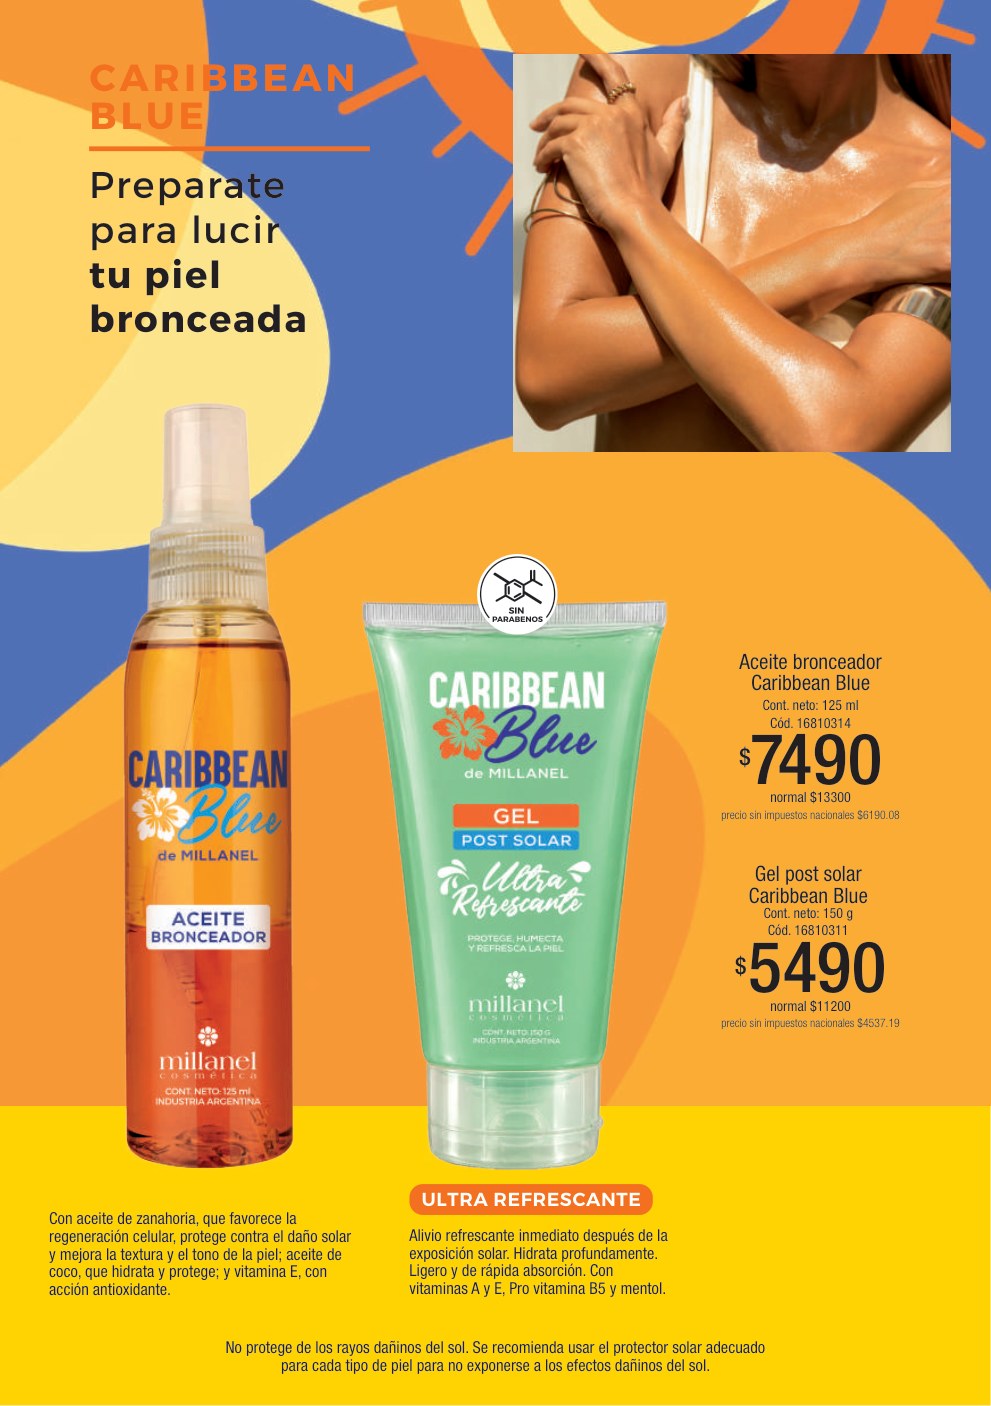 CARIBBEAN
BLUE
Preparate
para lucir
tu piel
bronceada
SIN
PARABENOS
CARIBBEAN
Blue
de MILLANEL
ACEITE
BRONCEADOR
millanel
cosmética
CONT. NETO: 125 ml
INDUSTRIA ARGENTINA
CARIBBEAN
Blue
de MILLANEL
GEL
POST SOLAR
Ultra
Refrescante
PROTEGE, HUMECTA
Y REFRESCA LA PIEL
millanel
cosmética
CONT. NETO: 150 G
INDUSTRIA ARGENTINA
Aceite bronceador
Caribbean Blue
Cont. neto: 125 ml
Cód. 16810314
$7490
normal $13300
precio sin impuestos nacionales $6190.08
Gel post solar
Caribbean Blue
Cont. neto: 150 g
Cód. 16810311
$5490
normal $11200
precio sin impuestos nacionales $4537.19
Con aceite de zanahoria, que favorece la
regeneración celular, protege contra el daño solar
y mejora la textura y el tono de la piel; aceite de
coco, que hidrata y protege; y vitamina E, con
acción antioxidante.
ULTRA REFRESCANTE
Alivio refrescante inmediato después de la
exposición solar. Hidrata profundamente.
Ligero y de rápida absorción. Con
vitaminas A y E, Pro vitamina B5 y mentol.
No protege de los rayos dañinos del sol. Se recomienda usar el protector solar adecuado
para cada tipo de piel para no exponerse a los efectos dañinos del sol.